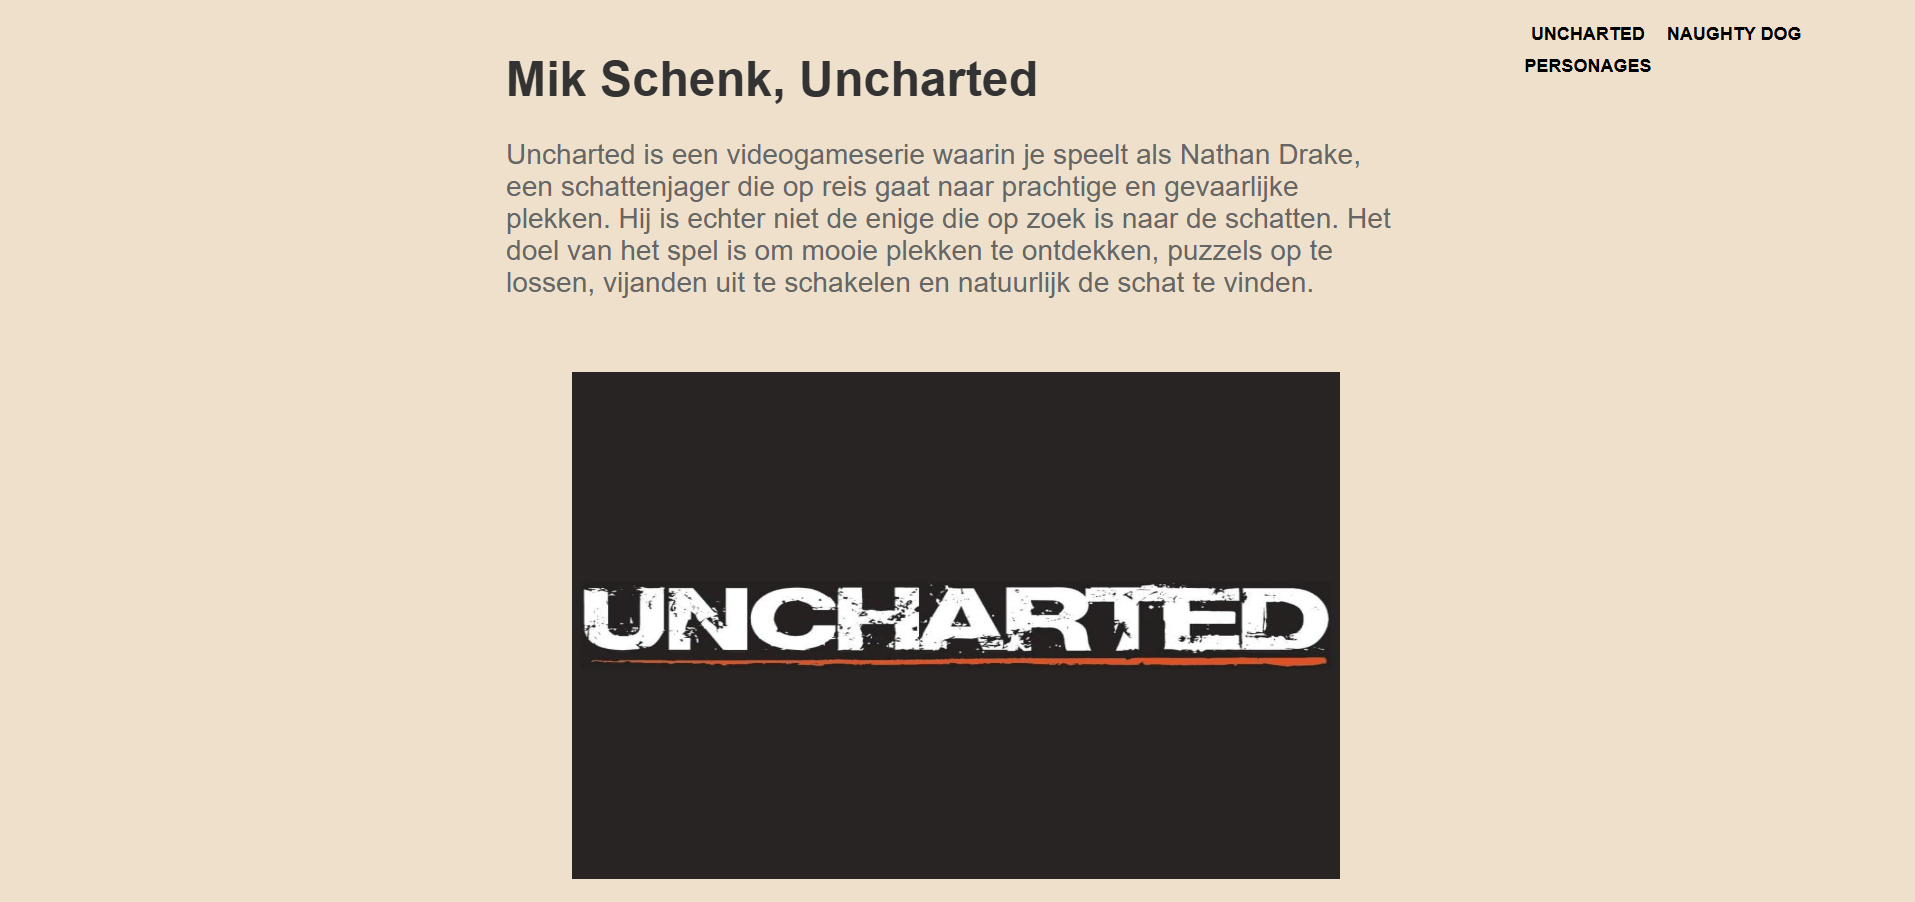 UNCHARTED NAUGHTY DOG
PERSONAGES
Mik Schenk, Uncharted
Uncharted is een videogameserie waarin je speelt als Nathan Drake,
een schattenjager die op reis gaat naar prachtige en gevaarlijke
plekken. Hij is echter niet de enige die op zoek is naar de schatten. Het
doel van het spel is om mooie plekken te ontdekken, puzzels op te
lossen, vijanden uit te schakelen en natuurlijk de schat te vinden.
UNCHARTED